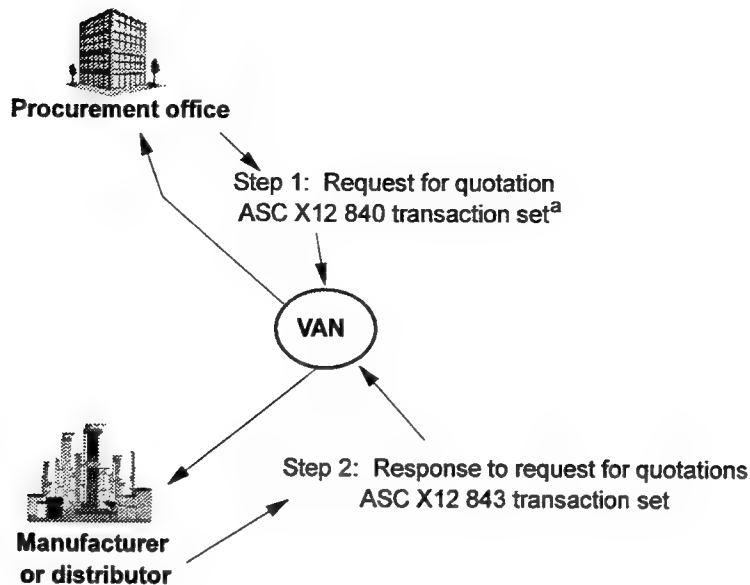 Procurement office
Step 1: Request for quotation
ASC X12 840 transaction setª
VAN
Step 2: Response to request for quotations
ASC X12 843 transaction set
Manufacturer
or distributor